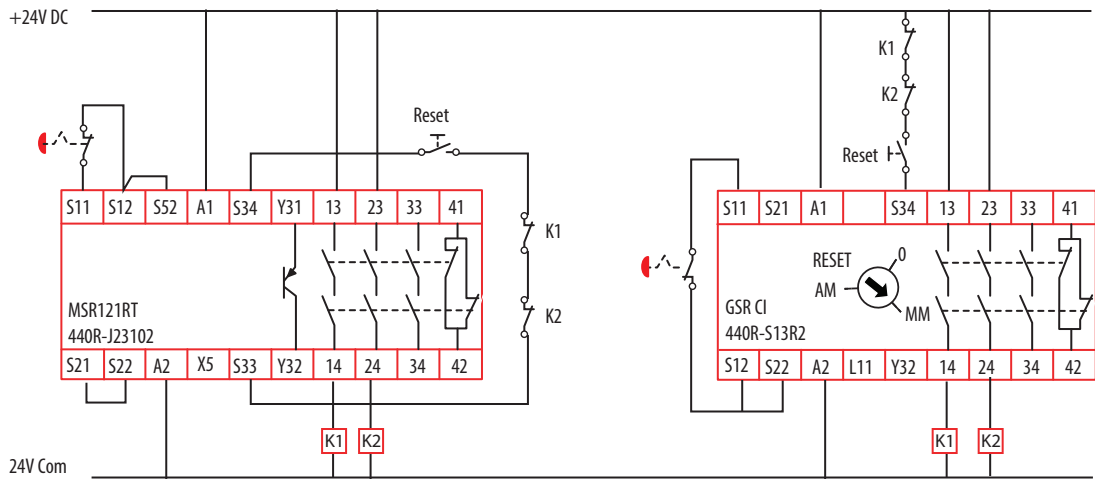 +24V DC
K1
K2
Reset
Reset
S11 S12 S52 A1 S34 Y31 13 23 33 41
S11 S21 A1 S34 13 23 33 41
K1
K2
RESET
0
AM
MM
MSR121RT
440R-J23102
GSR CI
440R-S13R2
S21 S22 A2 X5 S33 Y32 14 24 34 42
S12 S22 A2 L11 Y32 14 24 34 42
K1 K2
K1 K2
24V Com